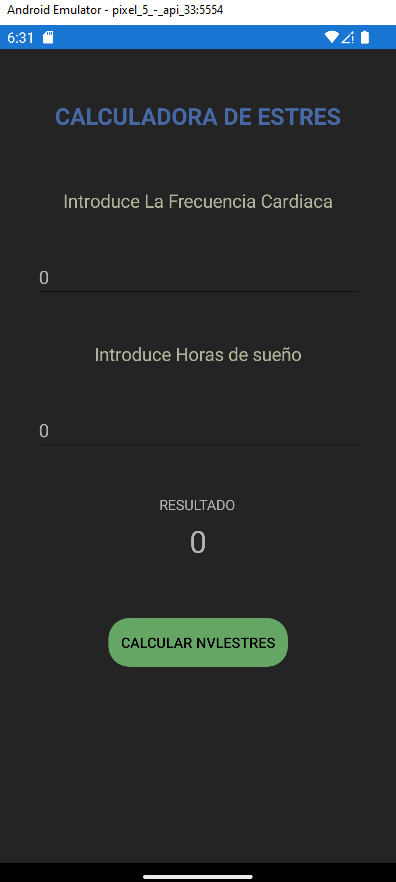 Android Emulator - pixel_5_-_api_33:5554
6:31
CALCULADORA DE ESTRES
Introduce La Frecuencia Cardiaca
0
Introduce Horas de sueño
0
RESULTADO
0
CALCULAR NVLESTRES